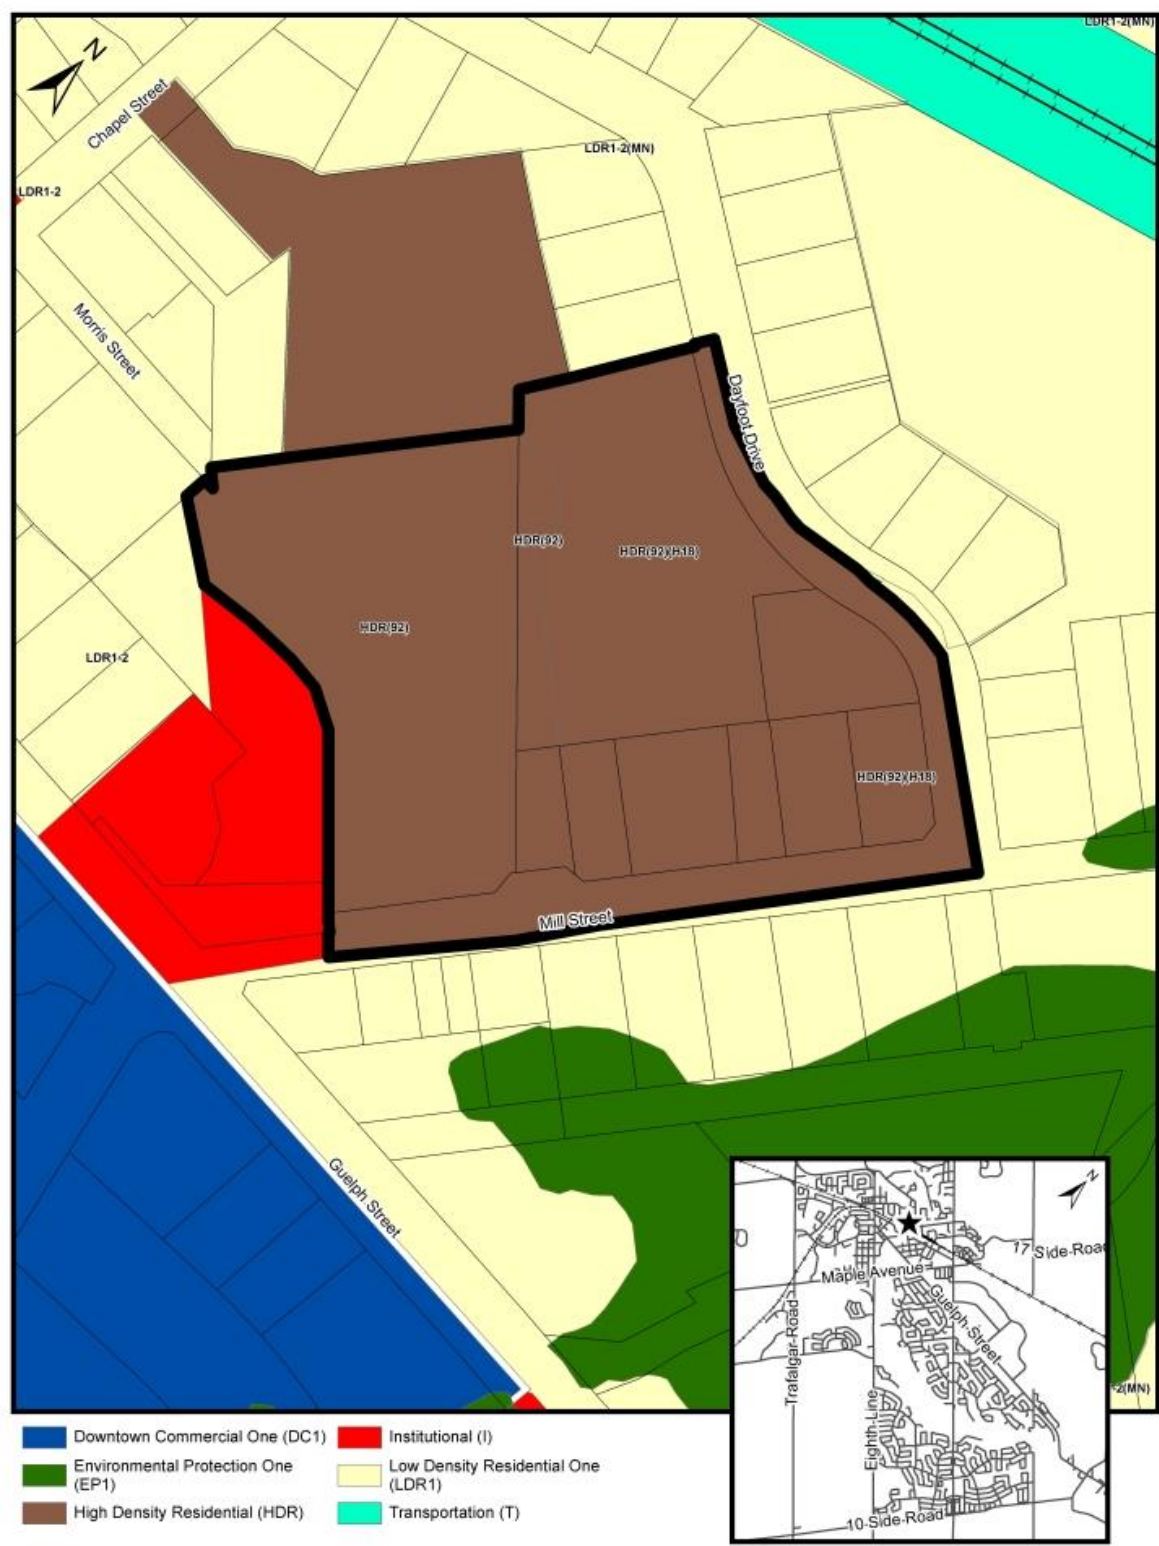 LDR1-2(MN)
N
Chapel Street
LDR1-2(MN)
LDR1-2
Morris Street
Dayfoot Drive
HDR(92)
HDR(92)(H18)
HDR(92)
LDR1-2
HDR(92)(H18)
Mill Street
Guelph Street
N
17 Side Road
Maple Avenue
Guelph Street
Trafalgar Road
Eighth Line
10 Side Road
-2(MN)
Downtown Commercial One (DC1)
Environmental Protection One
(EP1)
High Density Residential (HDR)
Institutional (I)
Low Density Residential One
(LDR1)
Transportation (T)